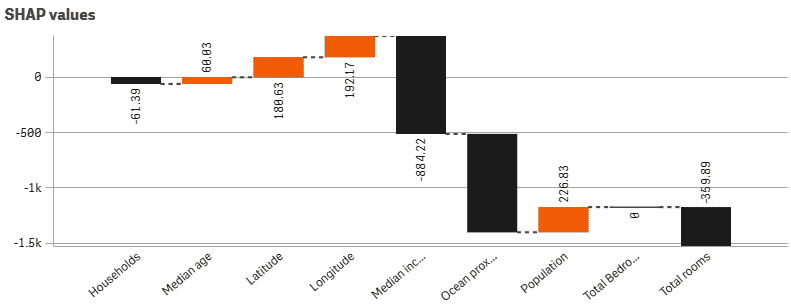 SHAP values
0
-500
-1k
-1.5k
-61.39
60.03
180.63
192.17
-884.22
226.83
0
-359.89
Households
Median age
Latitude
Longitude
Median inc...
Ocean prox...
Population
Total Bedro...
Total rooms